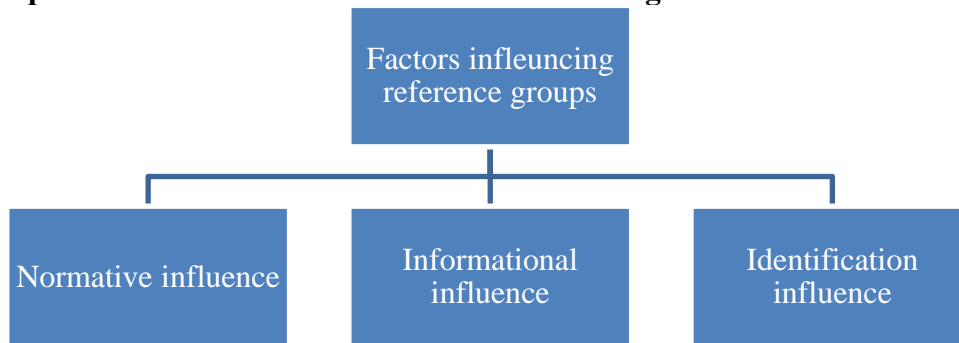 Factors infleuncing
reference groups
Normative influence
Informational
influence
Identification
influence